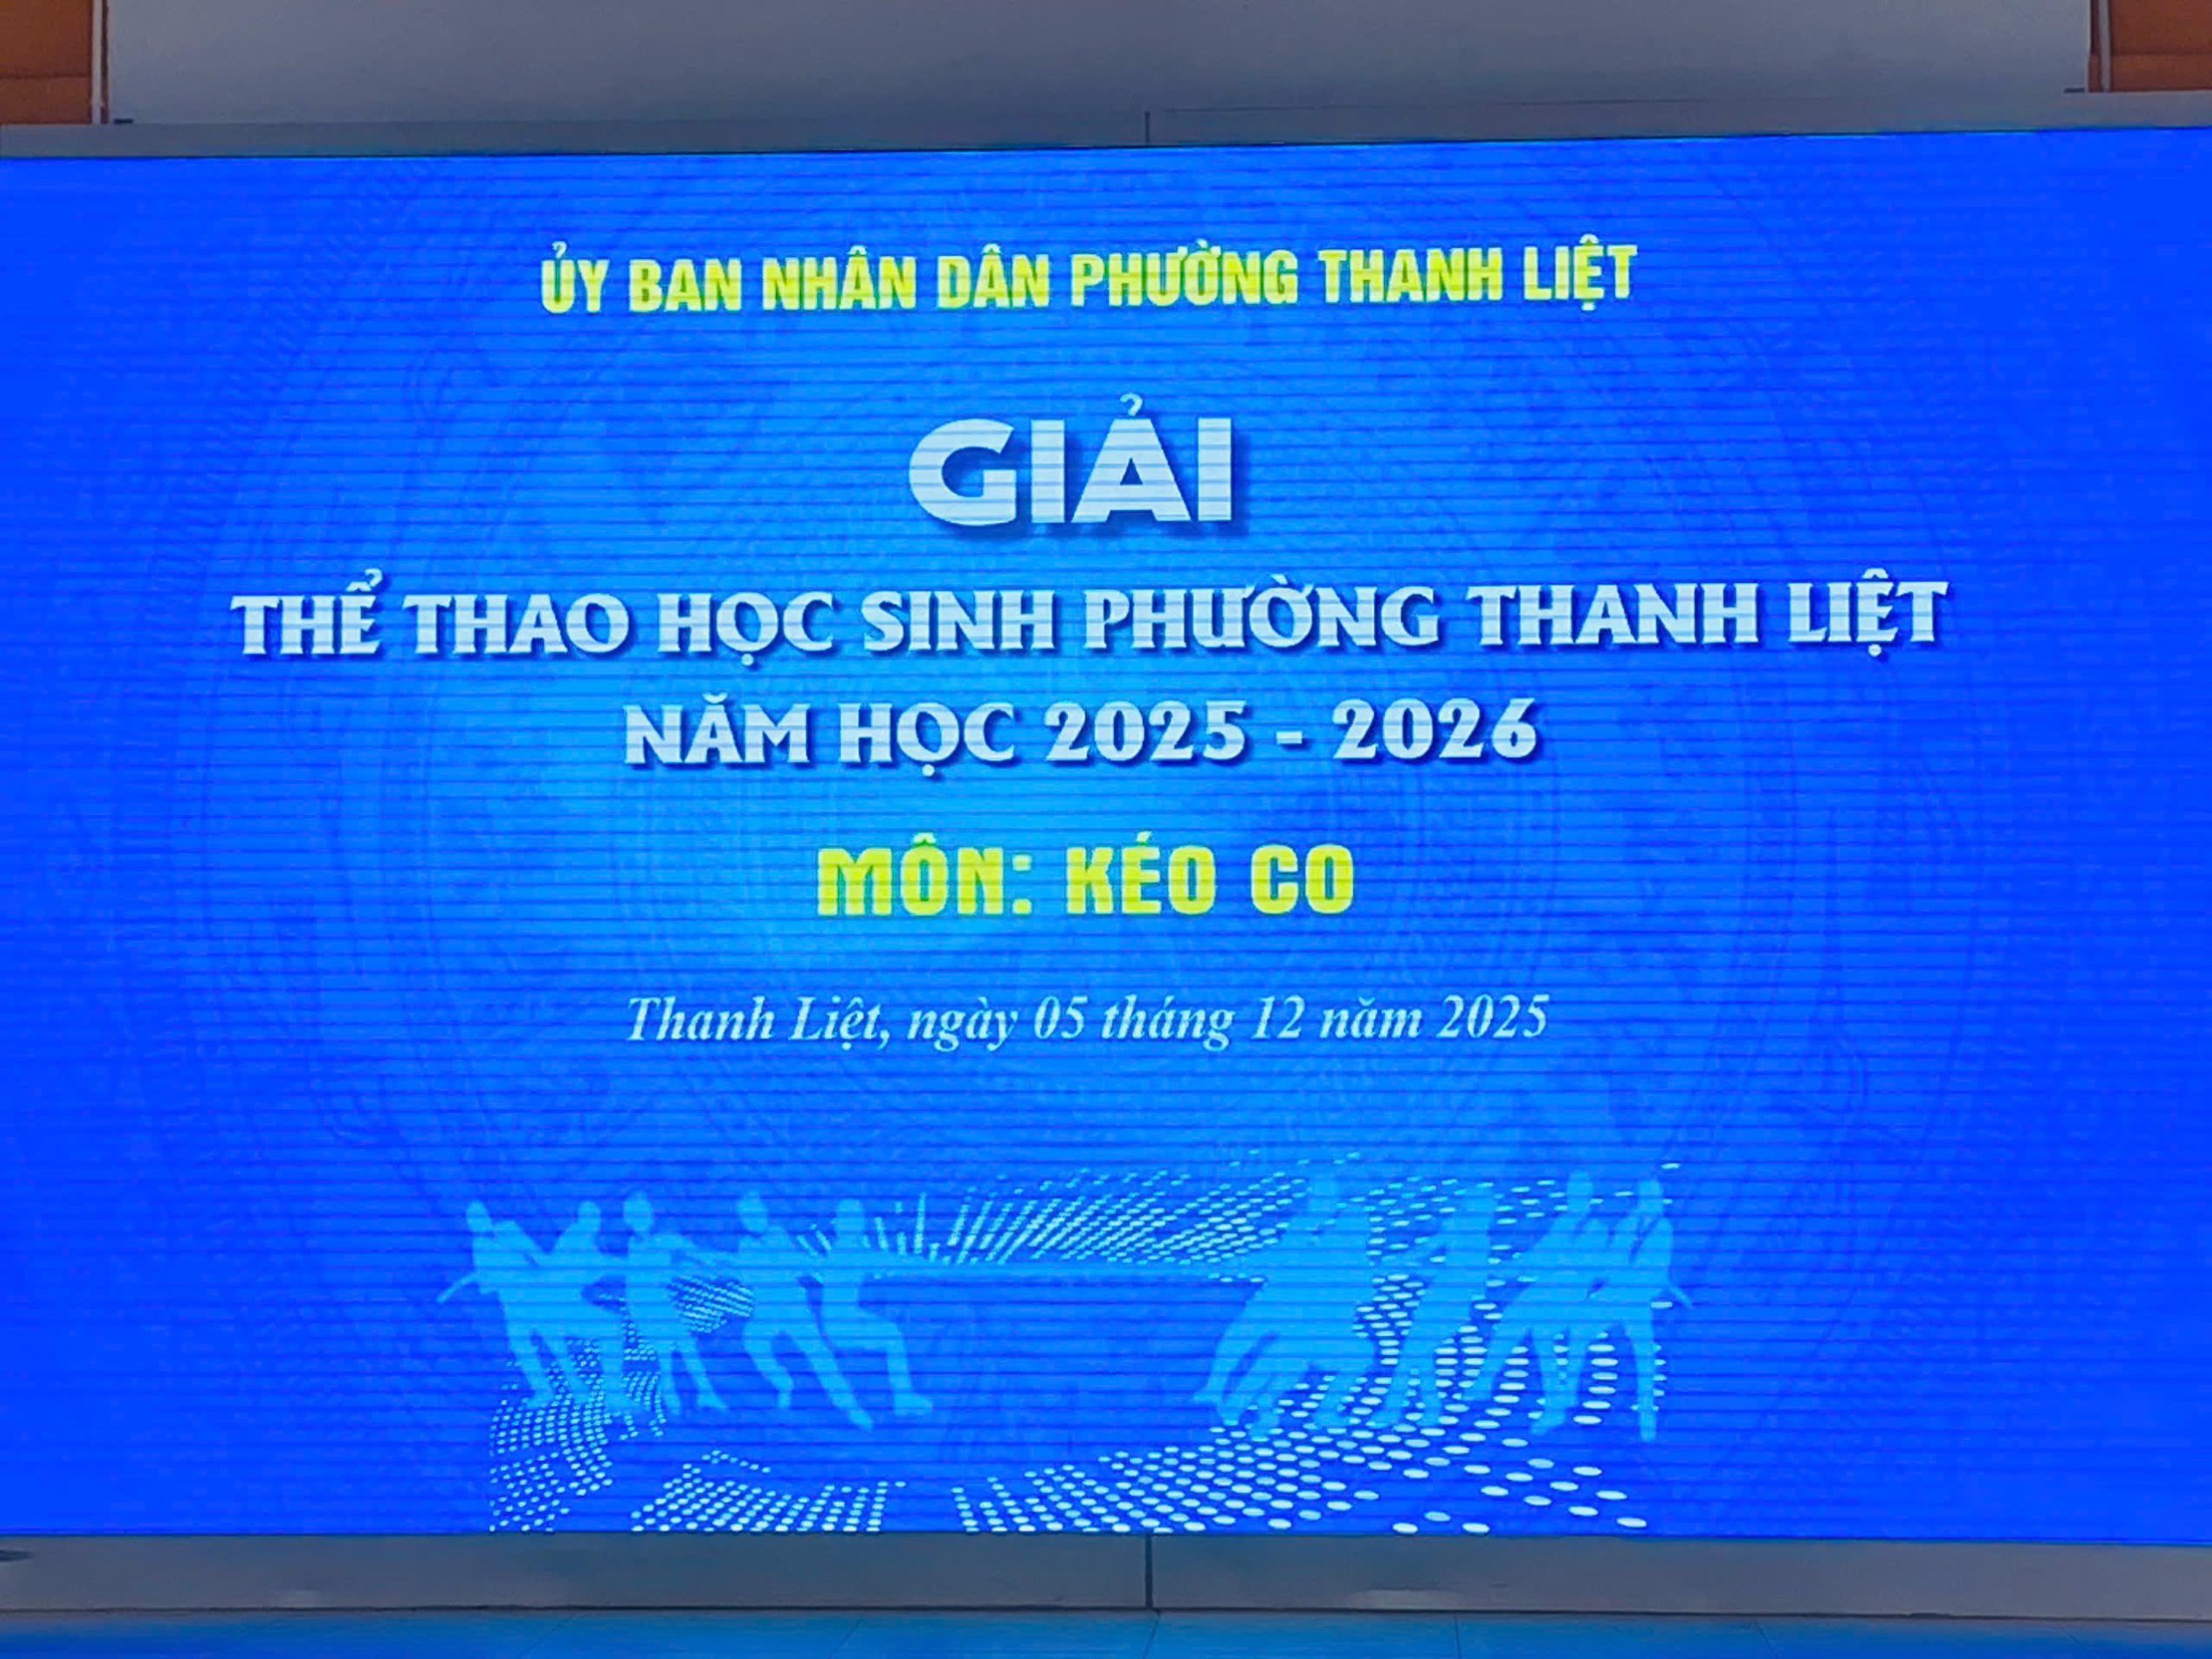 ỦY BAN NHÂN DÂN PHƯỜNG THANH LIỆT
GIẢI
THỂ THAO HỌC SINH PHƯỜNG THANH LIỆT
NĂM HỌC 2025 - 2026
MÔN: KÉO CO
Thanh Liệt, ngày 05 tháng 12 năm 2025